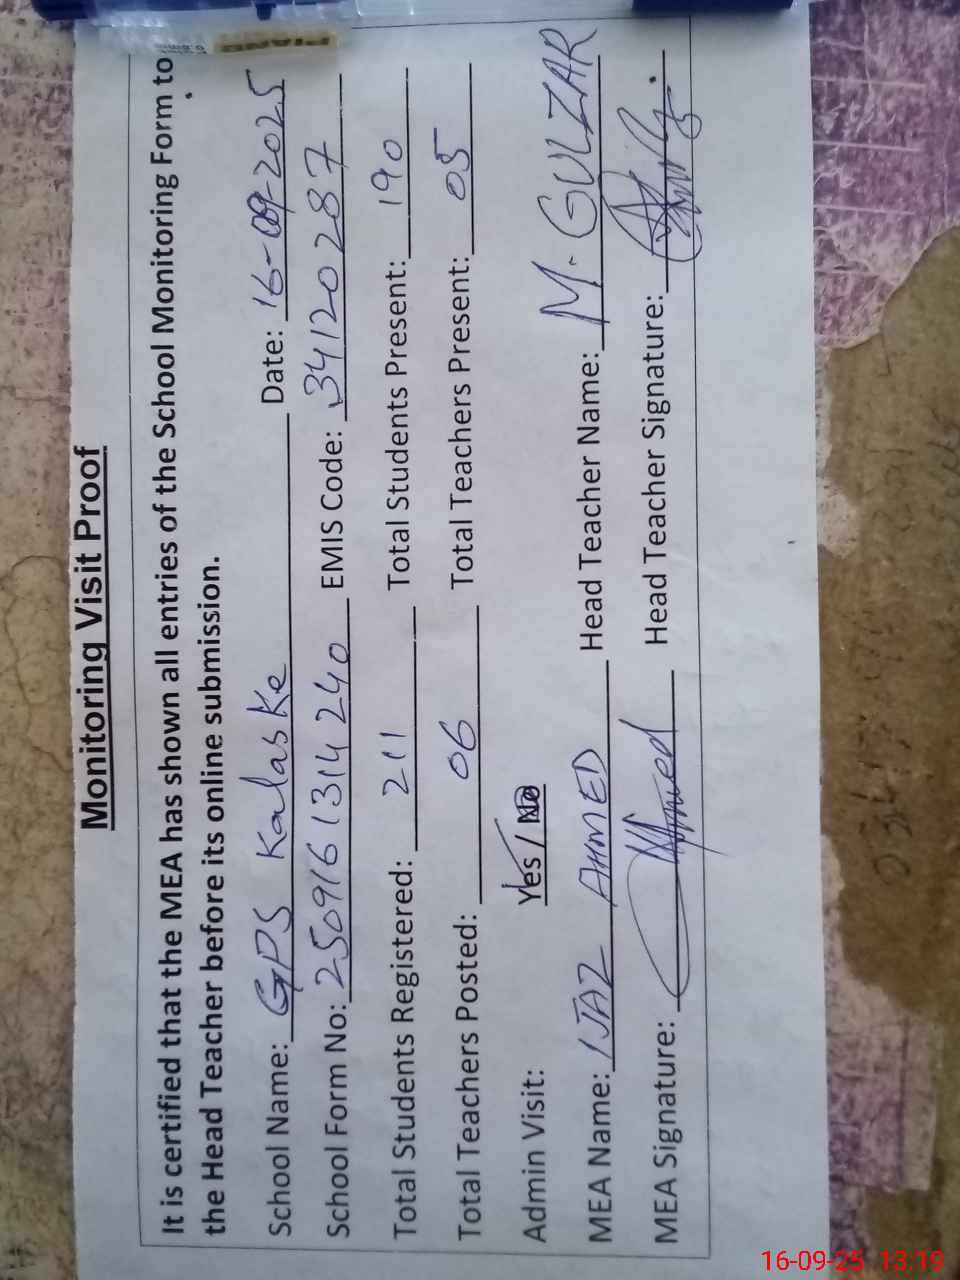 Monitoring Visit Proof
It is certified that the MEA has shown all entries of the School Monitoring Form to
the Head Teacher before its online submission.
School Name: GPS Kalas Ke Date: 16-09-2025
School Form No: 2509161314240 EMIS Code: 34120287
Total Students Registered: 211 Total Students Present: 190
Total Teachers Posted: 06 Total Teachers Present: 05
Admin Visit: Yes / No
MEA Name: IJAZ AHMED Head Teacher Name: M. GULZAR
MEA Signature: Head Teacher Signature:
PIANO
16-09-25 13:19